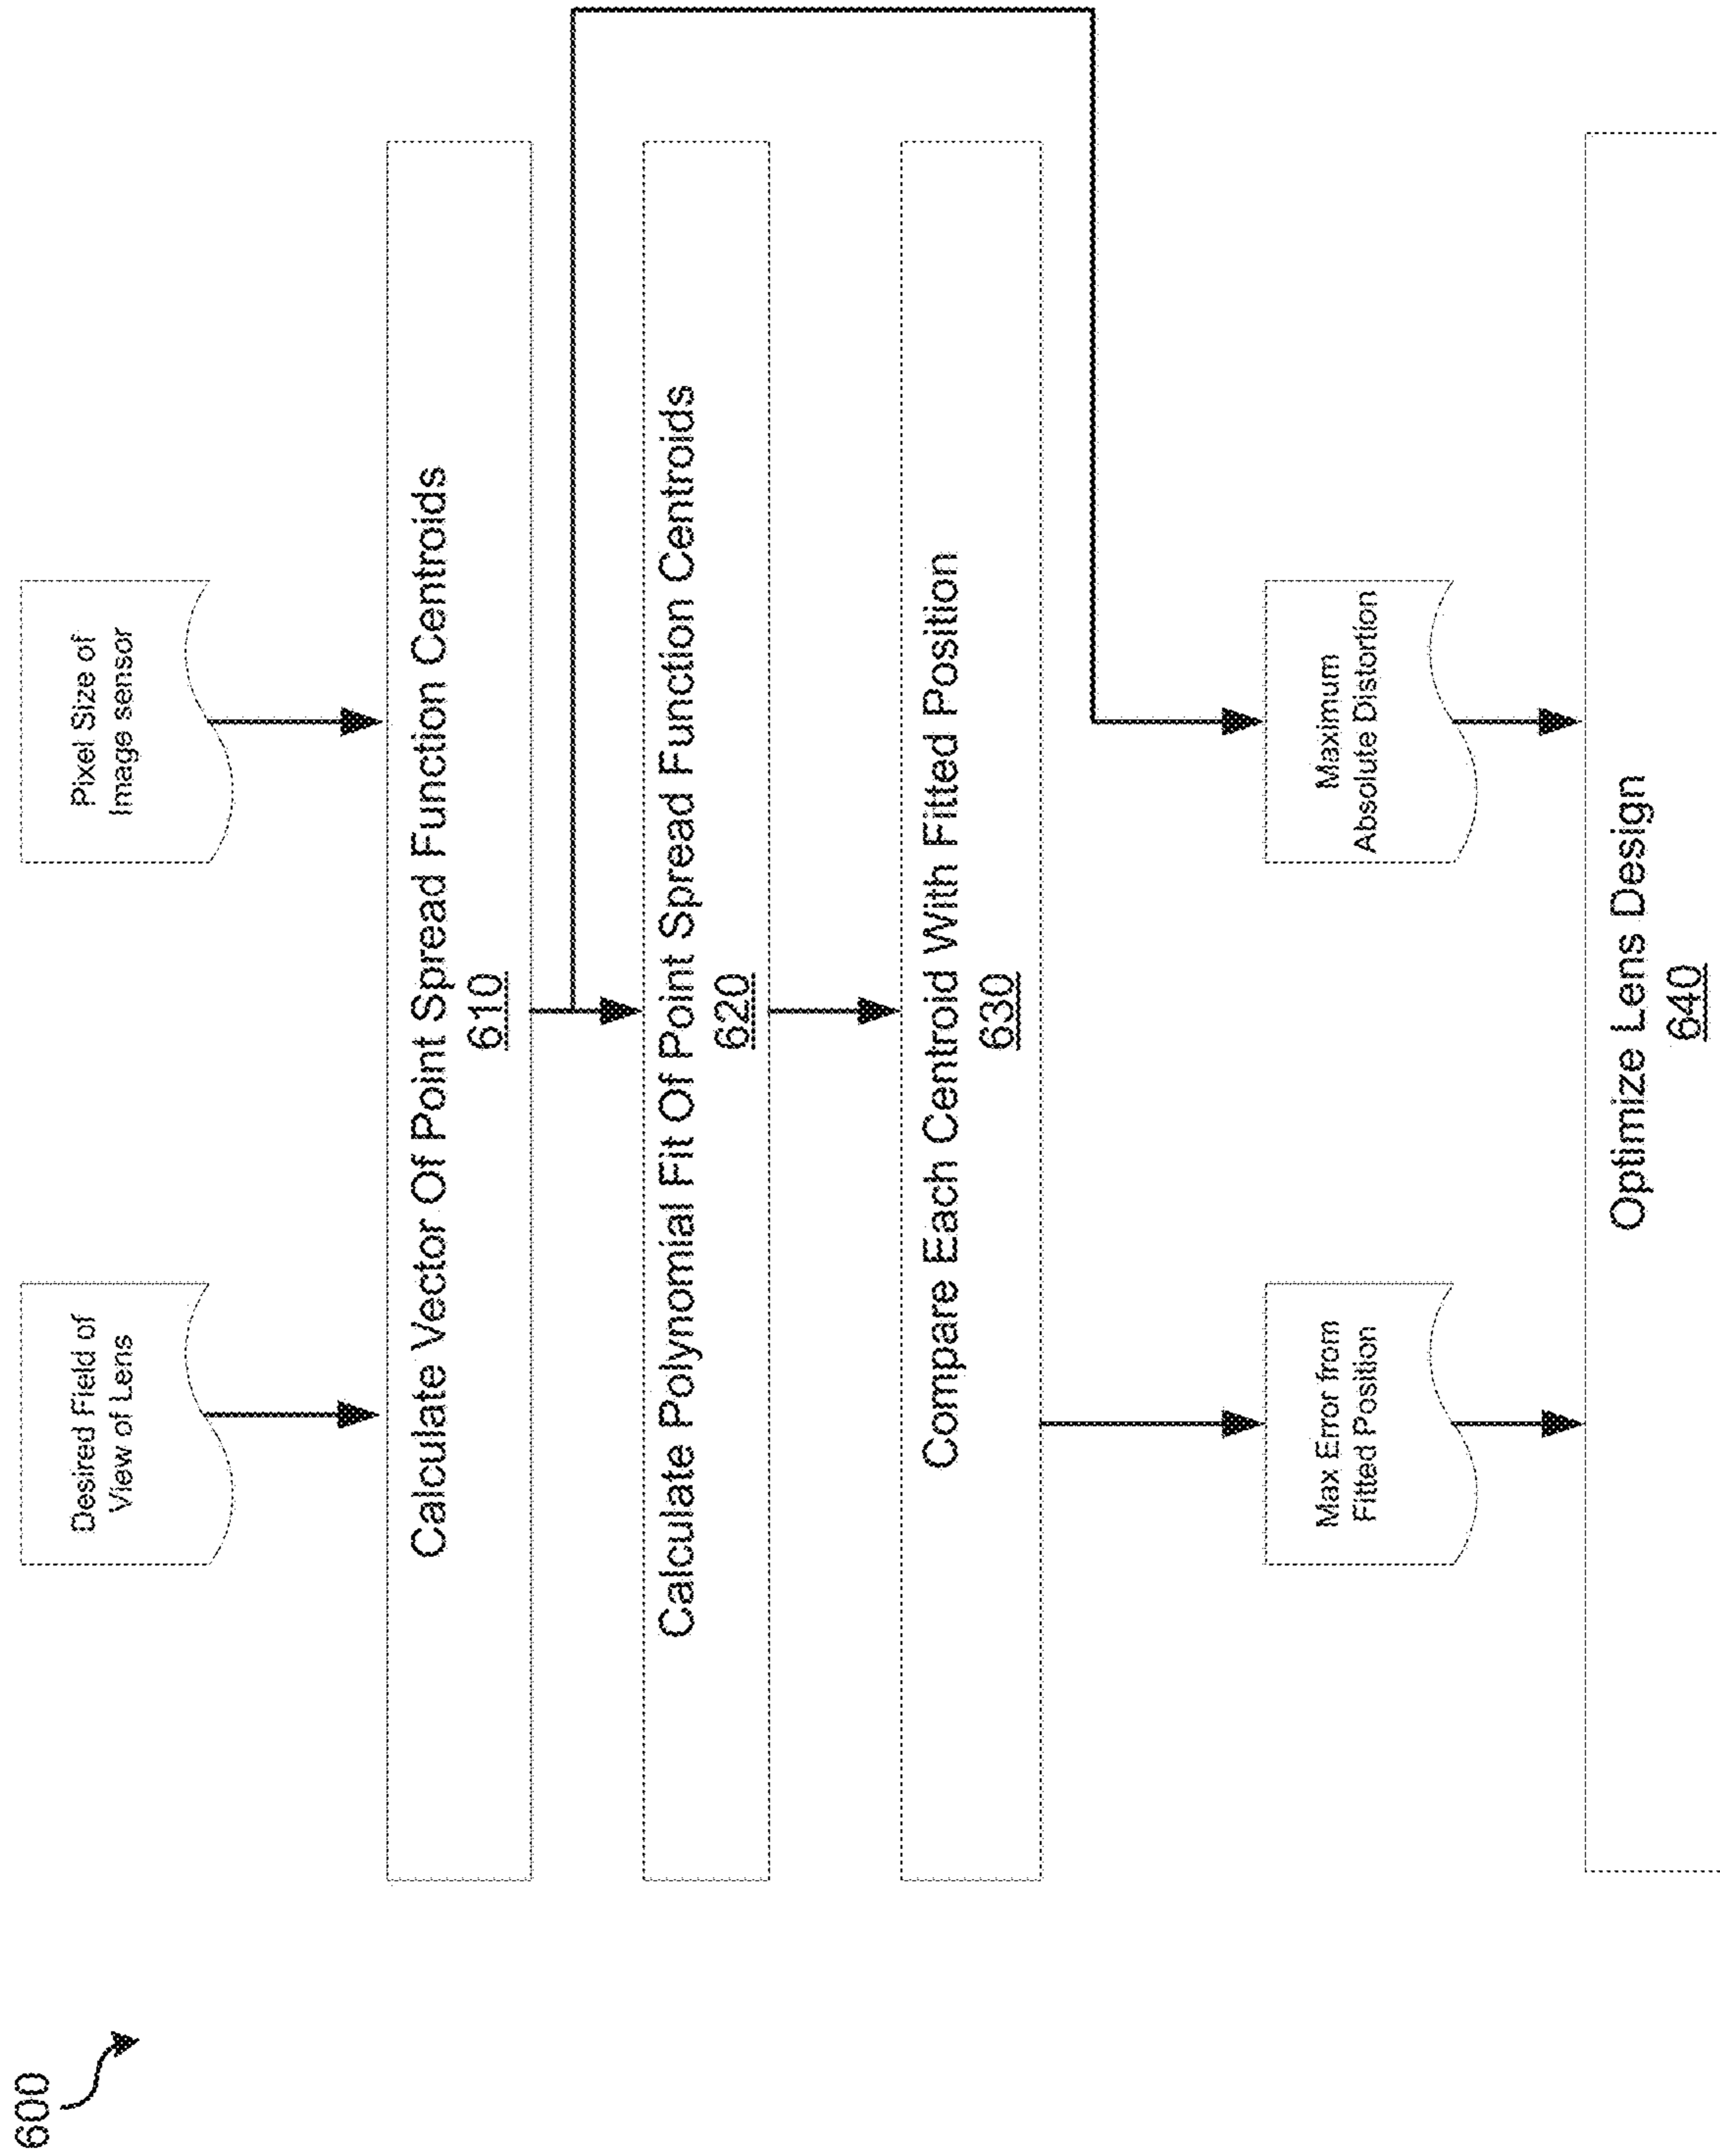 600
Desired Field of
View of Lens
Pixel Size of
Image sensor
Calculate Vector Of Point Spread Function Centroids
610
Calculate Polynomial Fit Of Point Spread Function Centroids
620
Compare Each Centroid With Fitted Position
630
Max Error from
Fitted Position
Maximum
Absolute Distortion
Optimize Lens Design
640